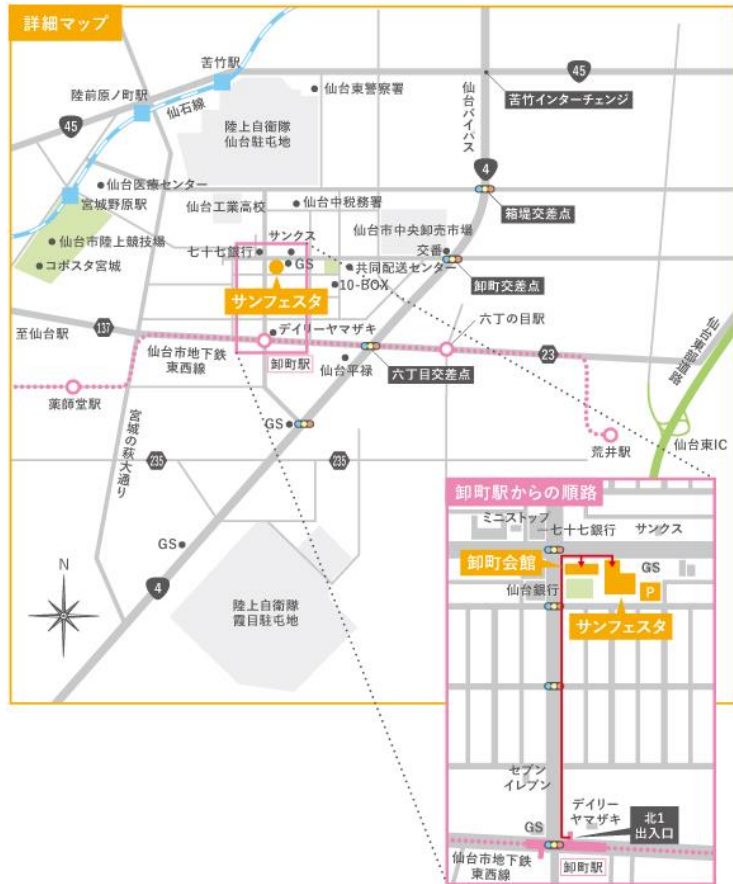 詳細マップ
苦竹駅
45
陸前原ノ町駅
仙石線
仙台東警察署
仙台バイパス
苦竹インターチェンジ
45
陸上自衛隊
仙台駐屯地
4
仙台医療センター
宮城野原駅
仙台工業高校
仙台中税務署
箱堤交差点
仙台市中央卸売市場
サンクス
交番
仙台市陸上競技場
七十七銀行
GS
共同配送センター
卸町交差点
コボスタ宮城
10-BOX
サンフェスタ
六丁の目駅
至仙台駅
137
デイリーヤマザキ
仙台市地下鉄
東西線
卸町駅
六丁目交差点
23
仙台東部道路
仙台平禄
薬師堂駅
宮城の萩大通り
GS
荒井駅
仙台東IC
235
235
GS
N
4
陸上自衛隊
霞目駐屯地
卸町駅からの順路
ミニストップ
七十七銀行
サンクス
卸町会館
GS
仙台銀行
P
サンフェスタ
セブン
イレブン
デイリー
ヤマザキ
北1
出入口
GS
仙台市地下鉄
東西線
卸町駅